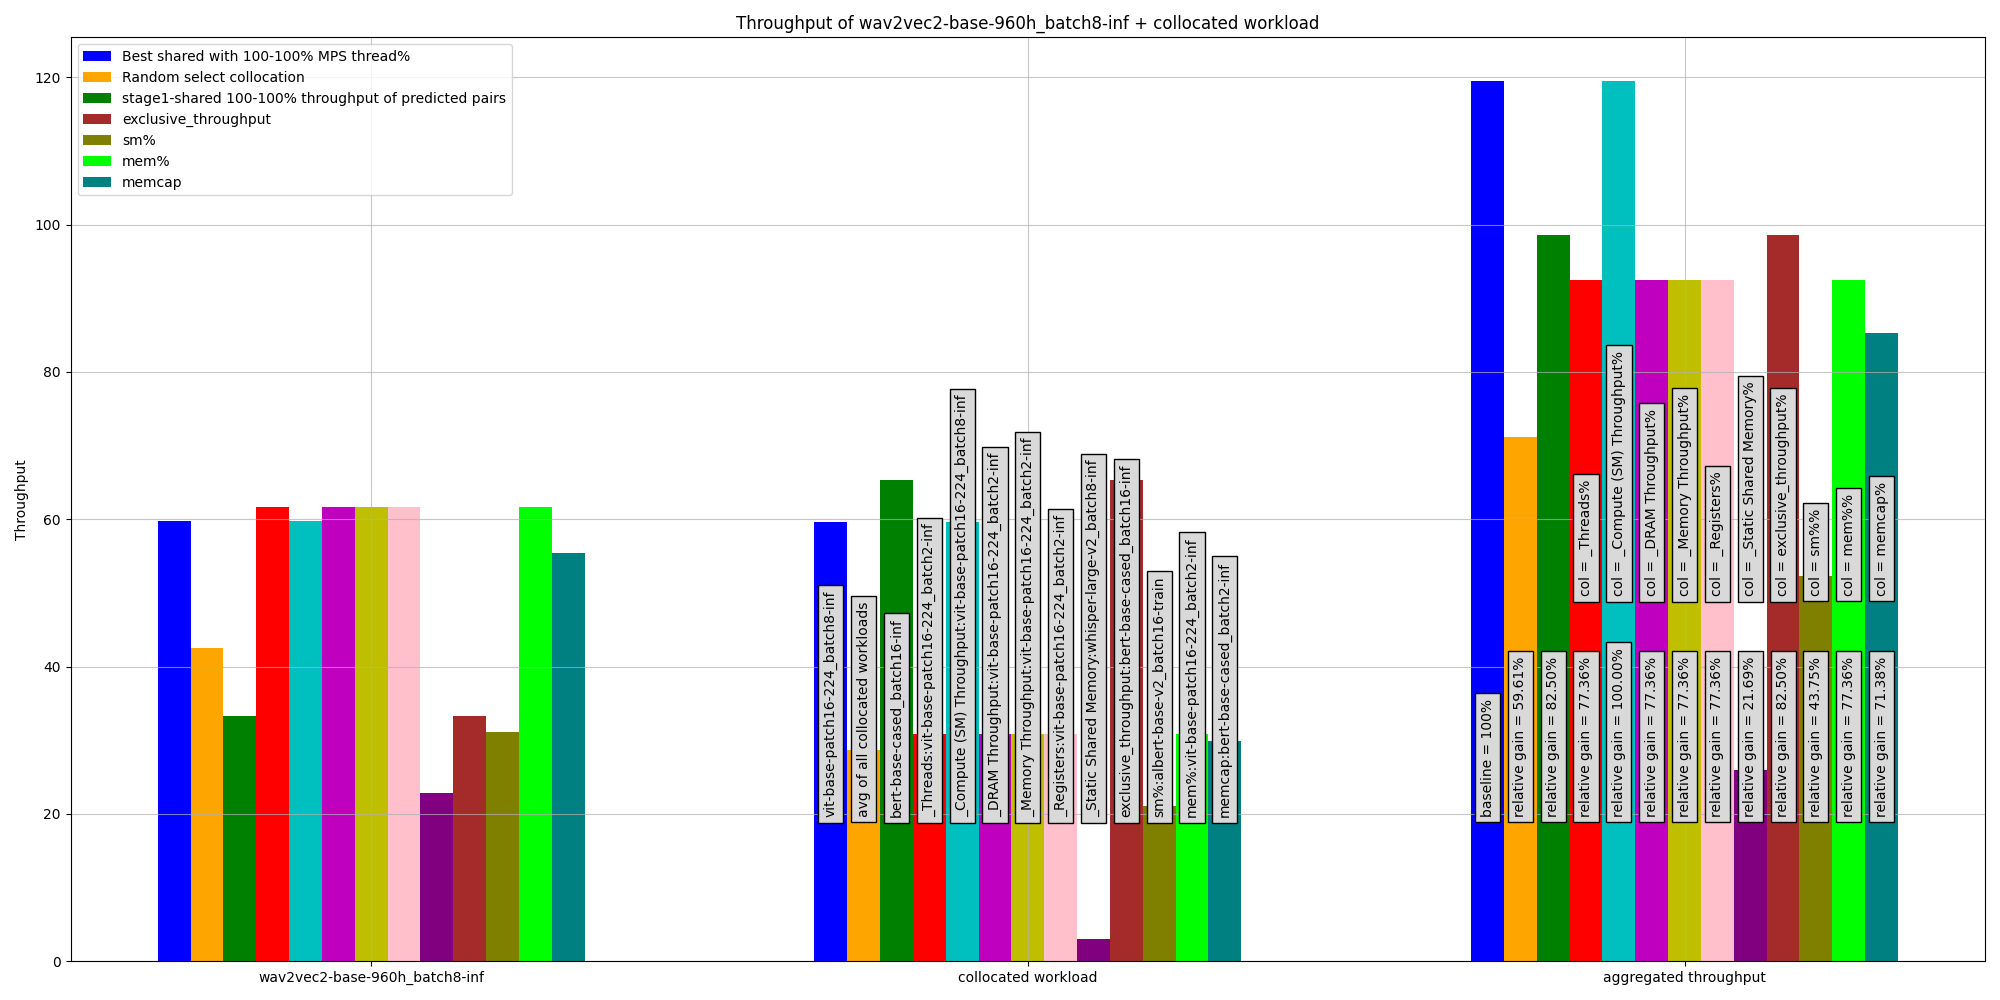 Throughput of wav2vec2-base-960h_batch8-inf + collocated workload
Best shared with 100-100% MPS thread%
Random select collocation
stage1-shared 100-100% throughput of predicted pairs
exclusive_throughput
sm%
mem%
memcap
Throughput
120
100
80
60
40
20
0
vit-base-patch16-224_batch8-inf
avg of all collocated workloads
bert-base-cased_batch16-inf
_Threads:vit-base-patch16-224_batch2-inf
_Compute (SM) Throughput:vit-base-patch16-224_batch8-inf
_DRAM Throughput:vit-base-patch16-224_batch2-inf
_Memory Throughput:vit-base-patch16-224_batch2-inf
_Registers:vit-base-patch16-224_batch2-inf
_Static Shared Memory:whisper-large-v2_batch8-inf
exclusive_throughput:bert-base-cased_batch16-inf
sm%:albert-base-v2_batch16-train
mem%:vit-base-patch16-224_batch2-inf
memcap:bert-base-cased_batch2-inf
col = _Threads%
col = _Compute (SM) Throughput%
col = _DRAM Throughput%
col = _Memory Throughput%
col = _Registers%
col = _Static Shared Memory%
col = exclusive_throughput%
col = sm%%
col = mem%%
col = memcap%
baseline = 100%
relative gain = 59.61%
relative gain = 82.50%
relative gain = 77.36%
relative gain = 100.00%
relative gain = 77.36%
relative gain = 77.36%
relative gain = 77.36%
relative gain = 21.69%
relative gain = 82.50%
relative gain = 43.75%
relative gain = 77.36%
relative gain = 71.38%
wav2vec2-base-960h_batch8-inf
collocated workload
aggregated throughput